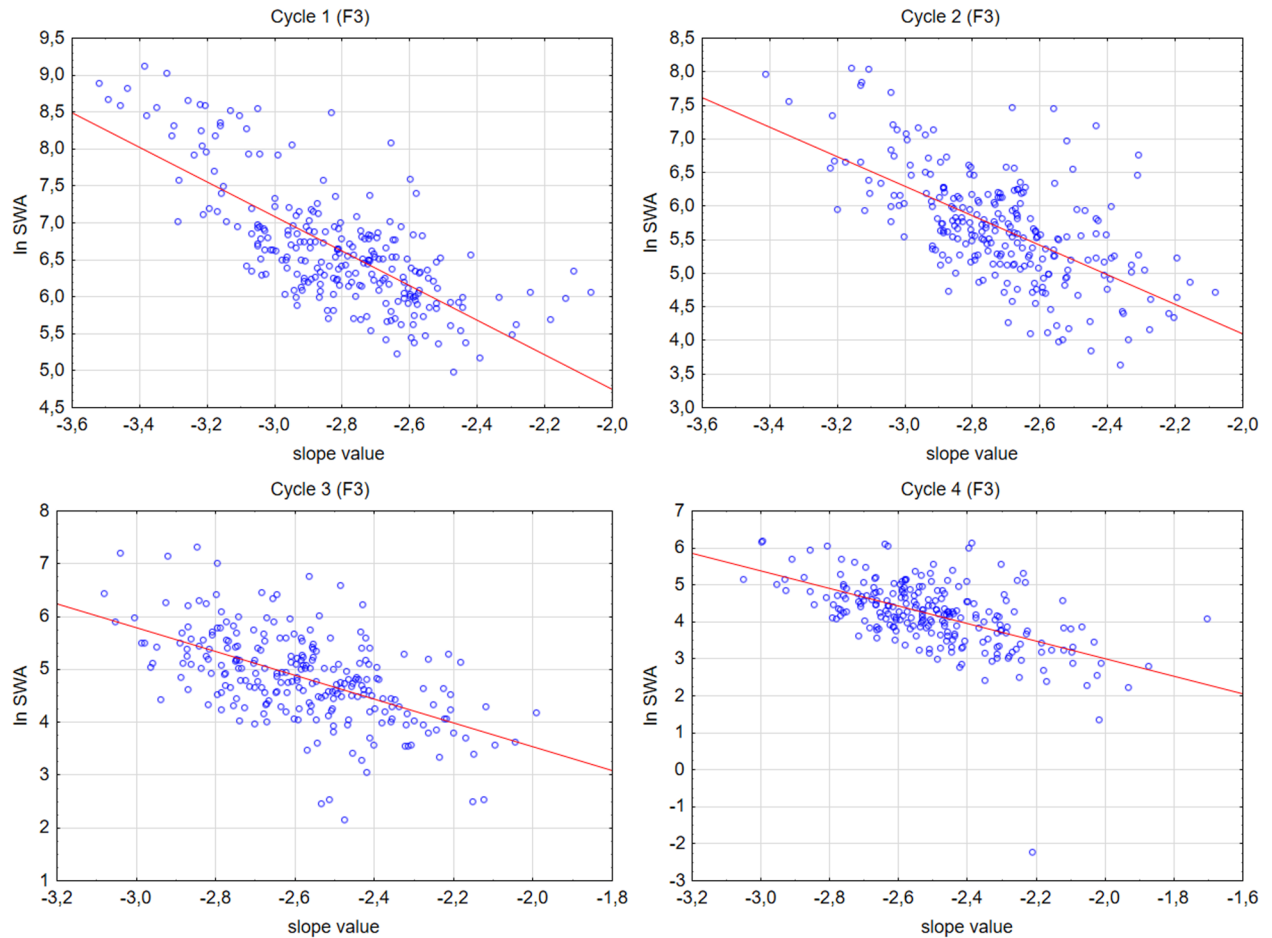 Cycle 1 (F3)
9,5
9,0
8,5
8,0
7,5
7,0
6,5
6,0
5,5
5,0
4,5
ln SWA
-3,6 -3,4 -3,2 -3,0 -2,8 -2,6 -2,4 -2,2 -2,0
slope value
Cycle 2 (F3)
8,5
8,0
7,5
7,0
6,5
6,0
5,5
5,0
4,5
4,0
3,5
3,0
ln SWA
-3,6 -3,4 -3,2 -3,0 -2,8 -2,6 -2,4 -2,2 -2,0
slope value
Cycle 3 (F3)
8
7
6
5
4
3
2
1
ln SWA
-3,2 -3,0 -2,8 -2,6 -2,4 -2,2 -2,0 -1,8
slope value
Cycle 4 (F3)
7
6
5
4
3
2
1
0
-1
-2
-3
ln SWA
-3,2 -3,0 -2,8 -2,6 -2,4 -2,2 -2,0 -1,8 -1,6
slope value